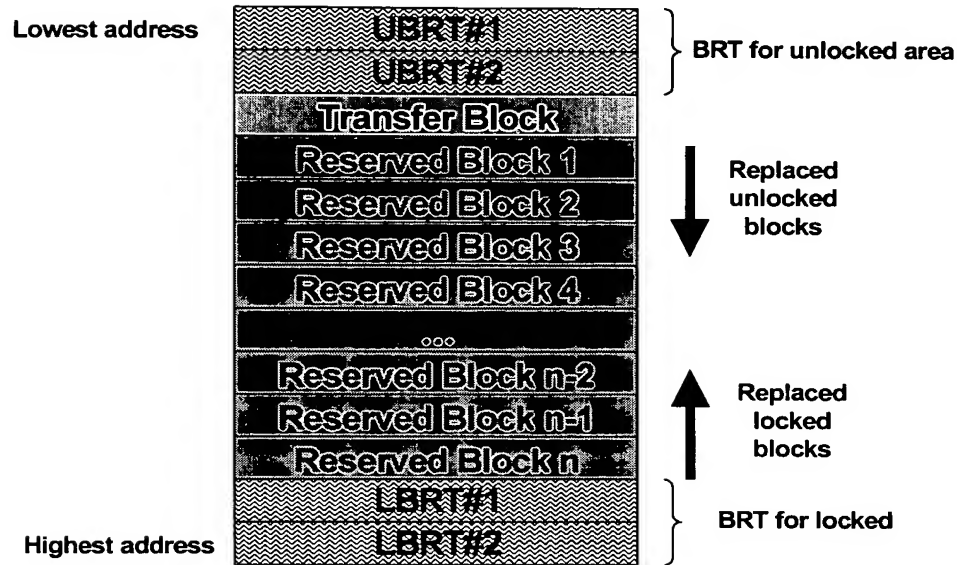 Lowest address
UBRT#1
UBRT#2
BRT for unlocked area
Transfer Block
Reserved Block 1
Reserved Block 2
Reserved Block 3
Reserved Block 4
Replaced
unlocked
blocks
...
Reserved Block n-2
Reserved Block n-1
Reserved Block n
Replaced
locked
blocks
LBRT#1
LBRT#2
BRT for locked
Highest address